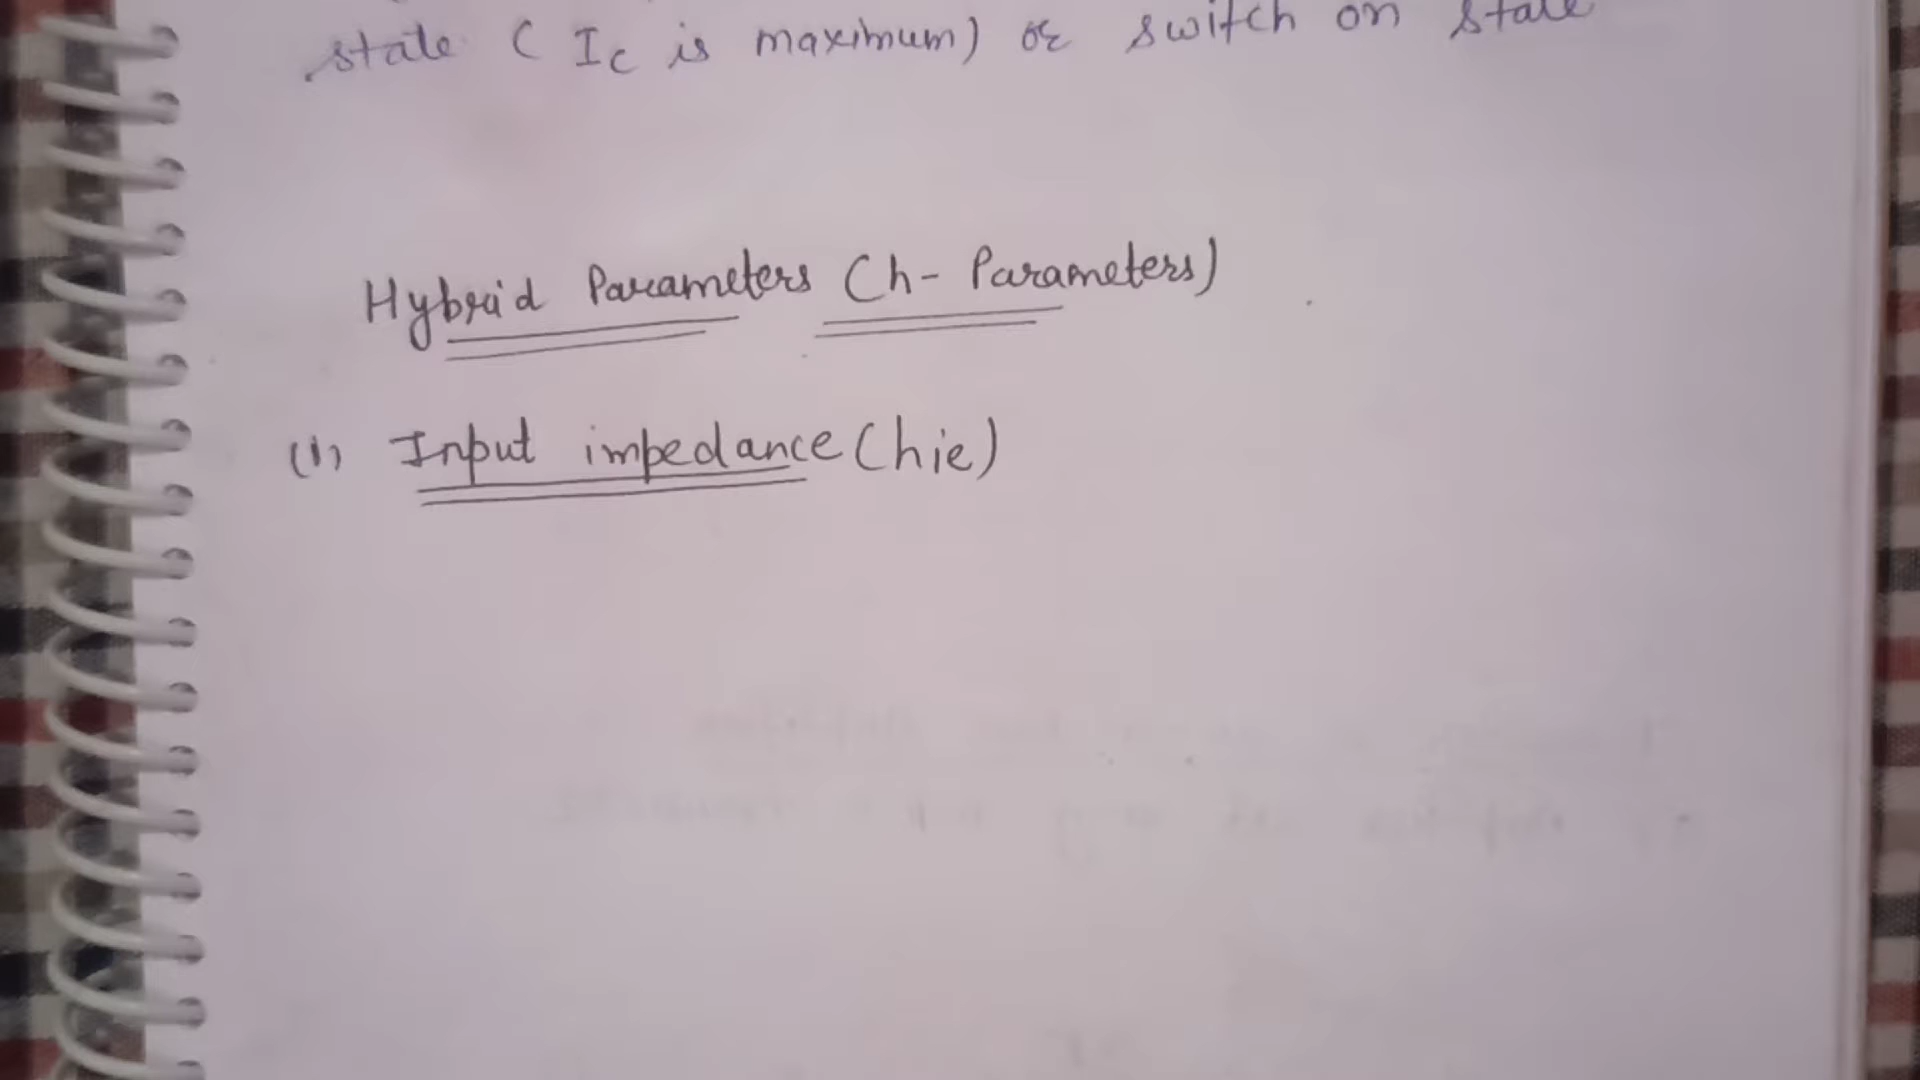 state ( Ic is maximum) or switch on state
Hybrid Parameters (h- Parameters)
(1) Input impedance (hie)